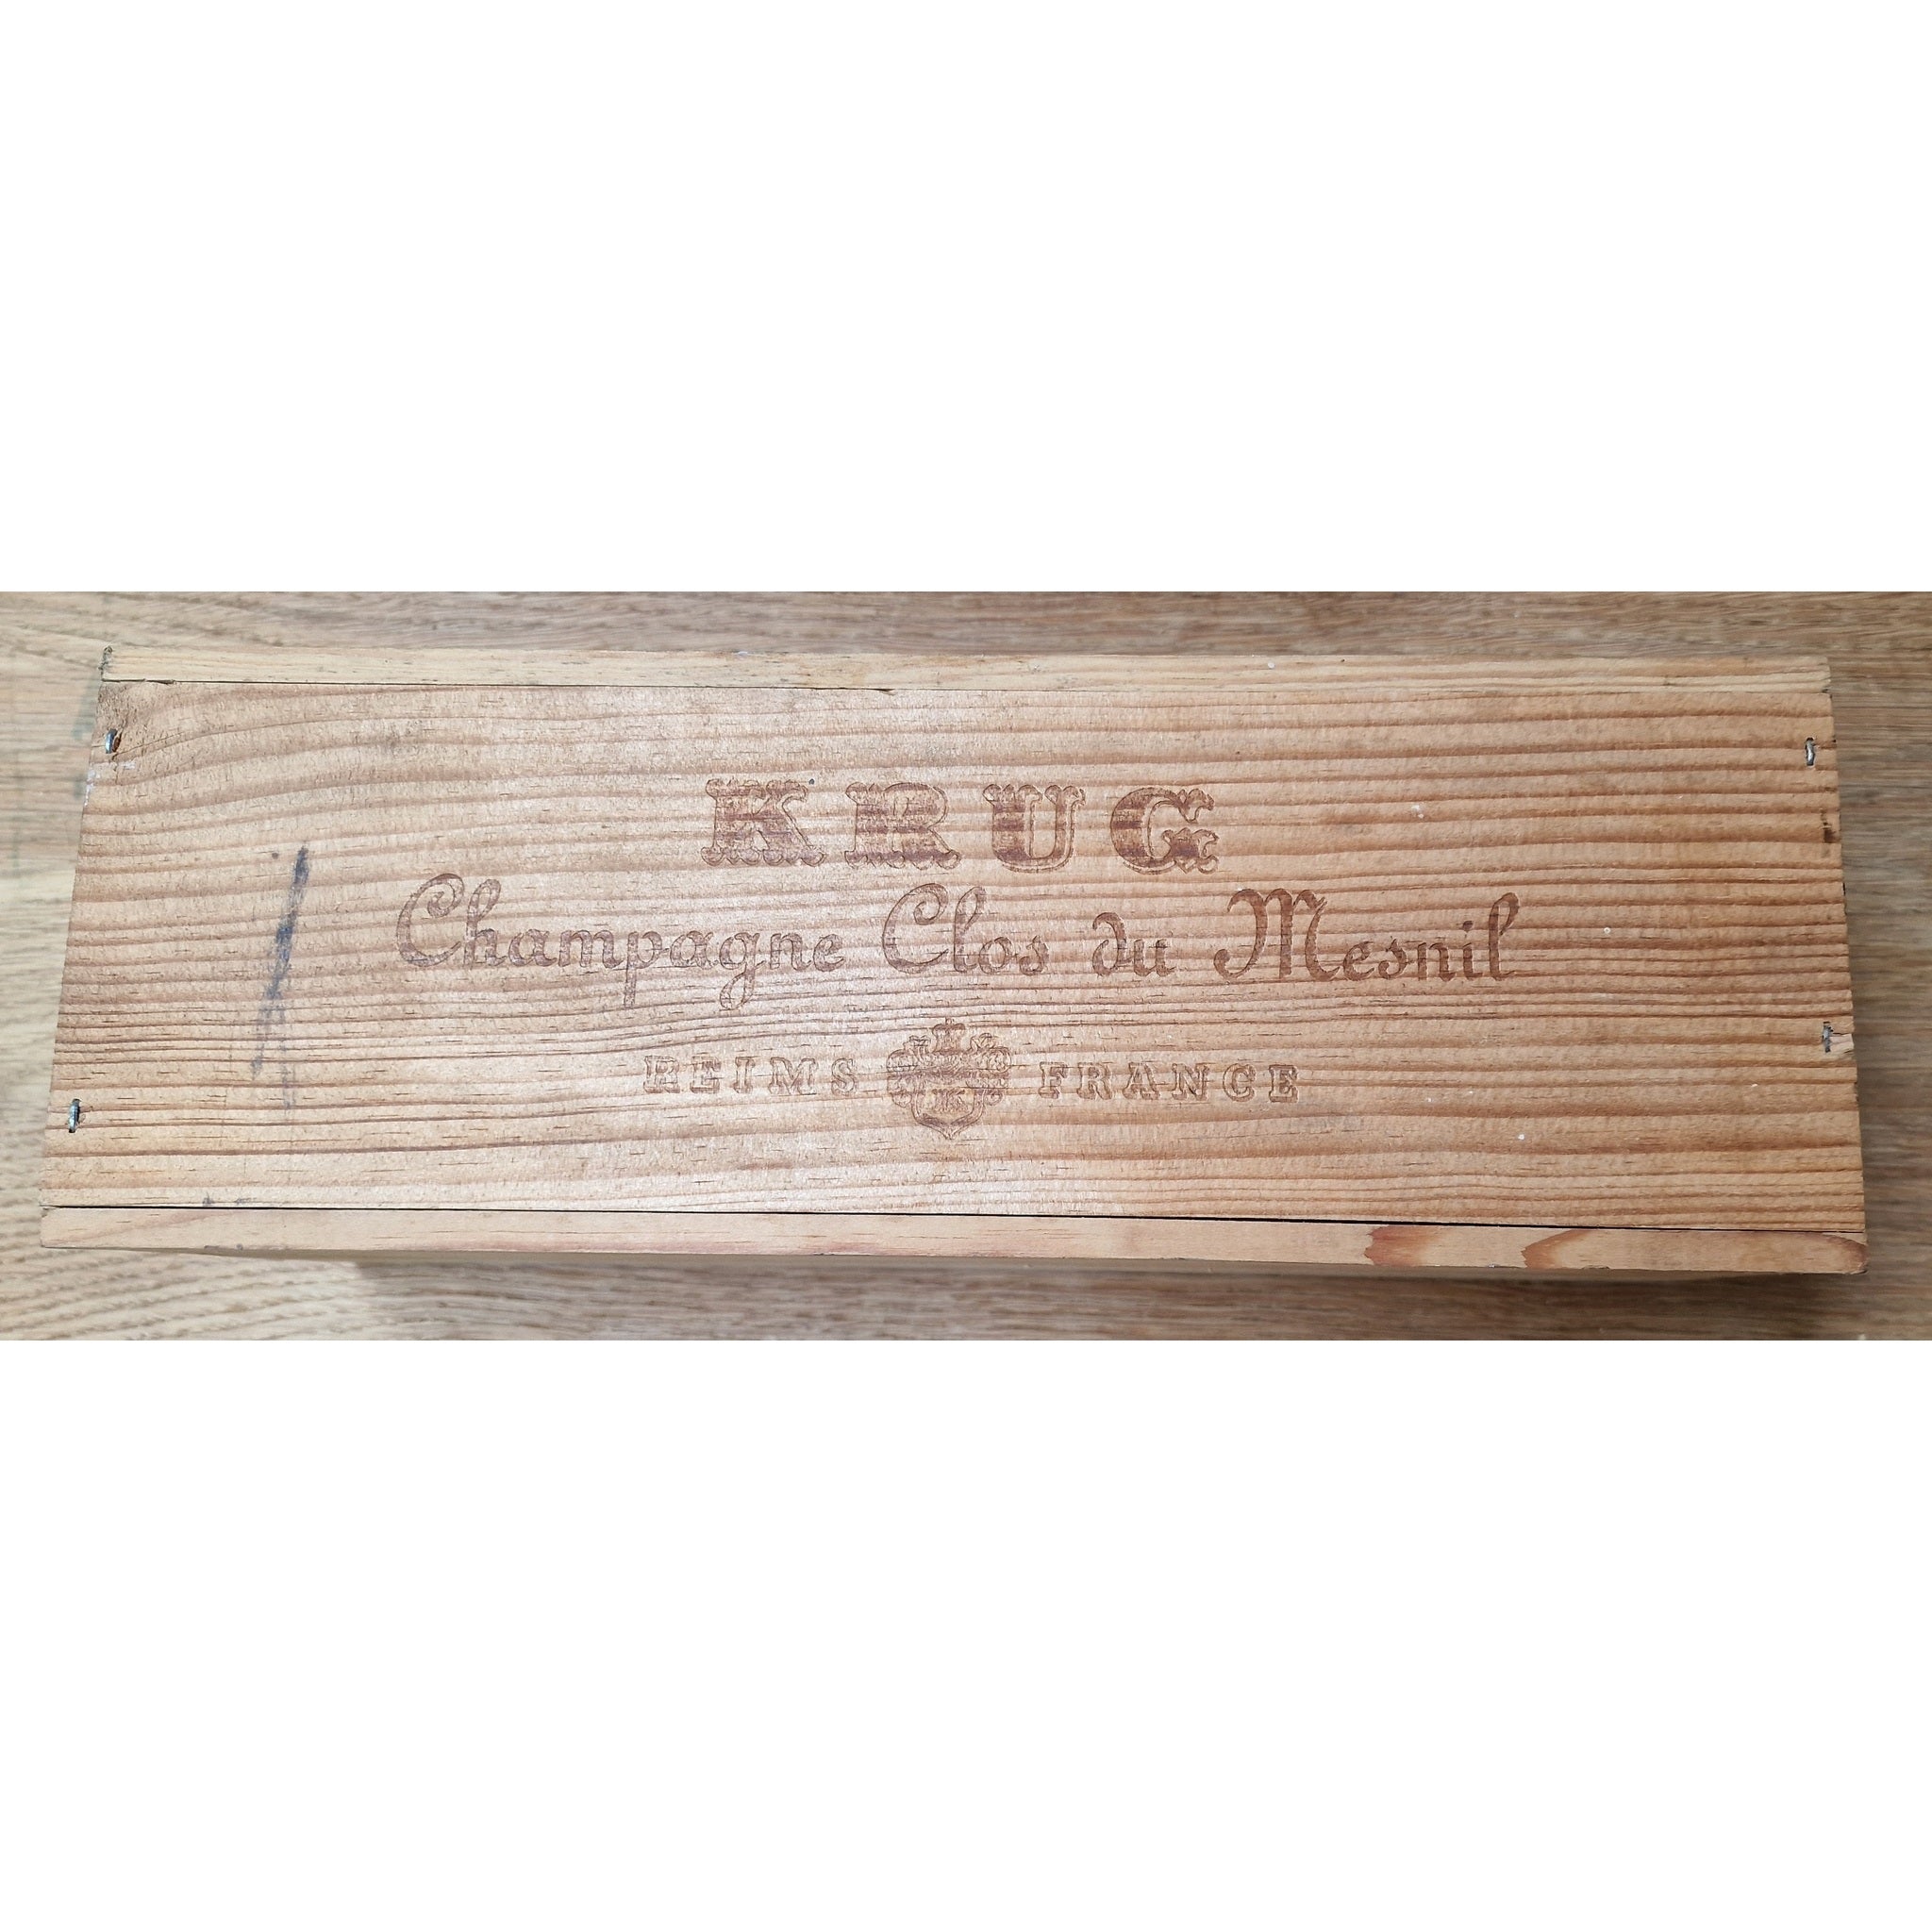 KRUG
Champagne Clos du Mesnil
REIMS K FRANCE